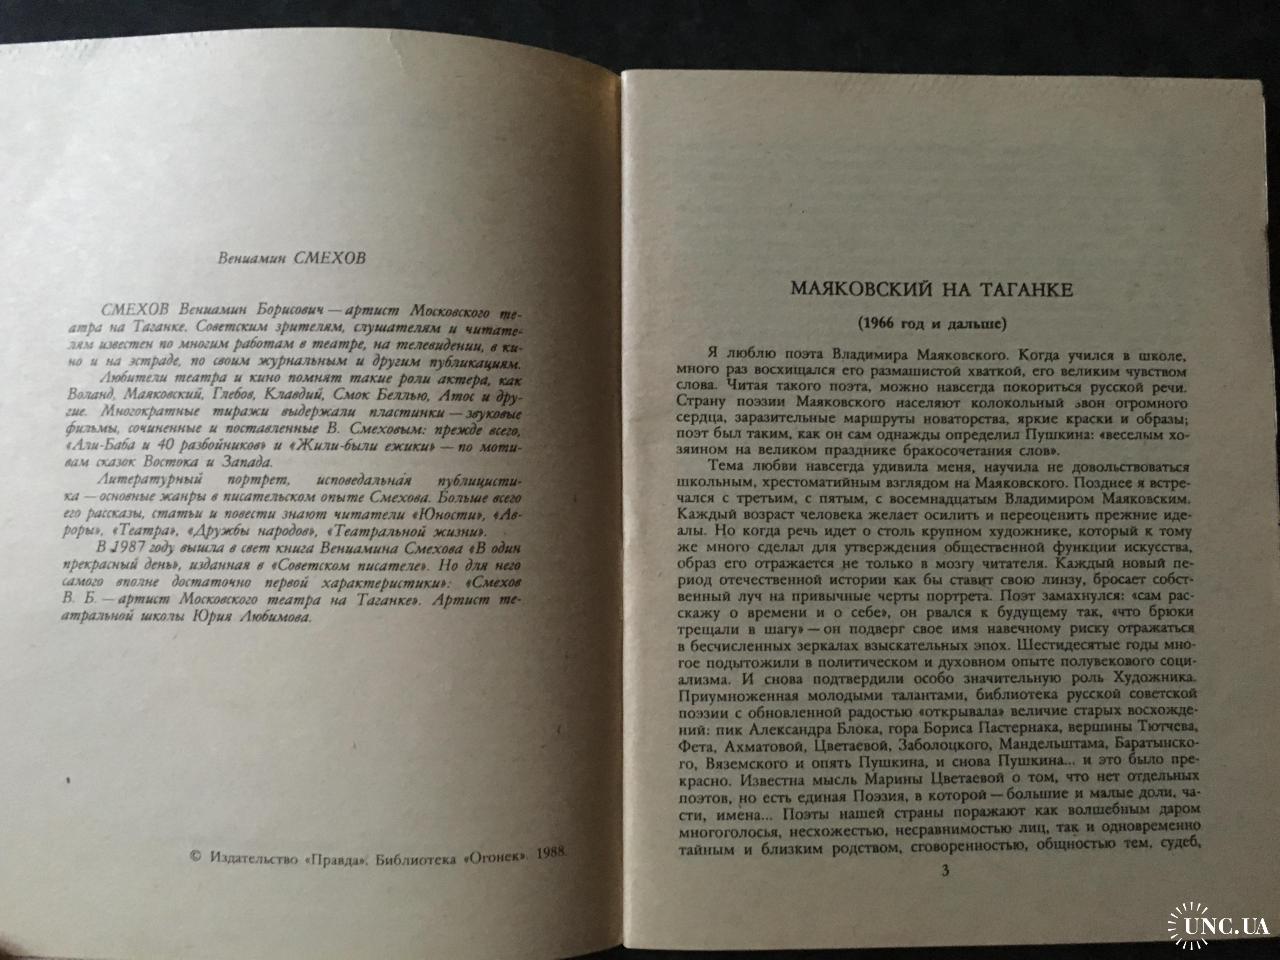 Вениамин СМЕХОВ
СМЕХОВ Вениамин Борисович — артист Московского те-
атра на Таганке. Советским зрителям, слушателям и читате-
лям известен по многим работам в театре, на телевидении, в ки-
но и на эстраде, по своим журнальным и другим публикациям.
Любители театра и кино помнят такие роли актера, как
Воланд, Маяковский, Глебов, Клавдий, Смок Беллью, Атос и дру-
гие. Многократные тиражи выдержали пластинки — звуковые
фильмы, сочиненные и поставленные В. Смеховым: прежде всего,
«Али-Баба и 40 разбойников» и «Жили-были ежики» — по моти-
вам сказок Востока и Запада.
Литературный портрет, исповедальная публицисти-
ка — основные жанры в писательском опыте Смехова. Больше всего
его рассказы, статьи и повести знают читатели «Юности», «Ав-
роры», «Театра», «Дружбы народов», «Театральной жизни».
В 1987 году вышла в свет книга Вениамина Смехова «В один
прекрасный день», изданная в «Советском писателе». Но для него
самого вполне достаточно первой характеристики: «Смехов
В. Б. — артист Московского театра на Таганке». Артист те-
атральной школы Юрия Любимова.
© Издательство «Правда». Библиотека «Огонек». 1988.
МАЯКОВСКИЙ НА ТАГАНКЕ
(1966 год и дальше)
Я люблю поэта Владимира Маяковского. Когда учился в школе,
много раз восхищался его размашистой хваткой, его великим чувством
слова. Читая такого поэта, можно навсегда покориться русской речи.
Страну поэзии Маяковского населяют колокольный звон огромного
сердца, заразительные маршруты новаторства, яркие краски и образы;
поэт был таким, как он сам однажды определил Пушкина: «веселым хо-
зяином на великом празднике бракосочетания слов».
Тема любви навсегда удивила меня, научила не довольствоваться
школьным, хрестоматийным взглядом на Маяковского. Позднее я встре-
чался с третьим, с пятым, с восемнадцатым Владимиром Маяковским.
Каждый возраст человека желает осилить и переоценить прежние иде-
алы. Но когда речь идет о столь крупном художнике, который к тому
же много сделал для утверждения общественной функции искусства,
образ его отражается не только в мозгу читателя. Каждый новый пе-
риод отечественной истории как бы ставит свою линзу, бросает собст-
венный луч на привычные черты портрета. Поэт замахнулся: «сам рас-
скажу о времени и о себе», он рвался к будущему так, «что брюки
трещали в шагу» — он подверг свое имя навечному риску отражаться
в бесчисленных зеркалах взыскательных эпох. Шестидесятые годы мно-
гое подытожили в политическом и духовном опыте полувекового соци-
ализма. И снова подтвердили особо значительную роль Художника.
Приумноженная молодыми талантами, библиотека русской советской
поэзии с обновленной радостью «открывала» величие старых восхожде-
ний: пик Александра Блока, гора Бориса Пастернака, вершины Тютчева,
Фета, Ахматовой, Цветаевой, Заболоцкого, Мандельштама, Баратынско-
го, Вяземского и опять Пушкина, и снова Пушкина... и это было пре-
красно. Известна мысль Марины Цветаевой о том, что нет отдельных
поэтов, но есть единая Поэзия, в которой — большие и малые доли, ча-
сти, имена... Поэты нашей страны поражают как волшебным даром
многоголосья, несхожестью, несравнимостью лиц, так и одновременно
тайным и близким родством, сговоренностью, общностью тем, судеб,
3
UNC.UA